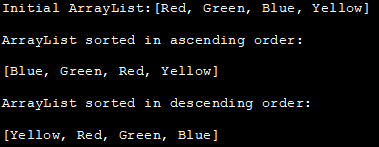 Initial ArrayList:[Red, Green, Blue, Yellow]
ArrayList sorted in ascending order:
[Blue, Green, Red, Yellow]
ArrayList sorted in descending order:
[Yellow, Red, Green, Blue]